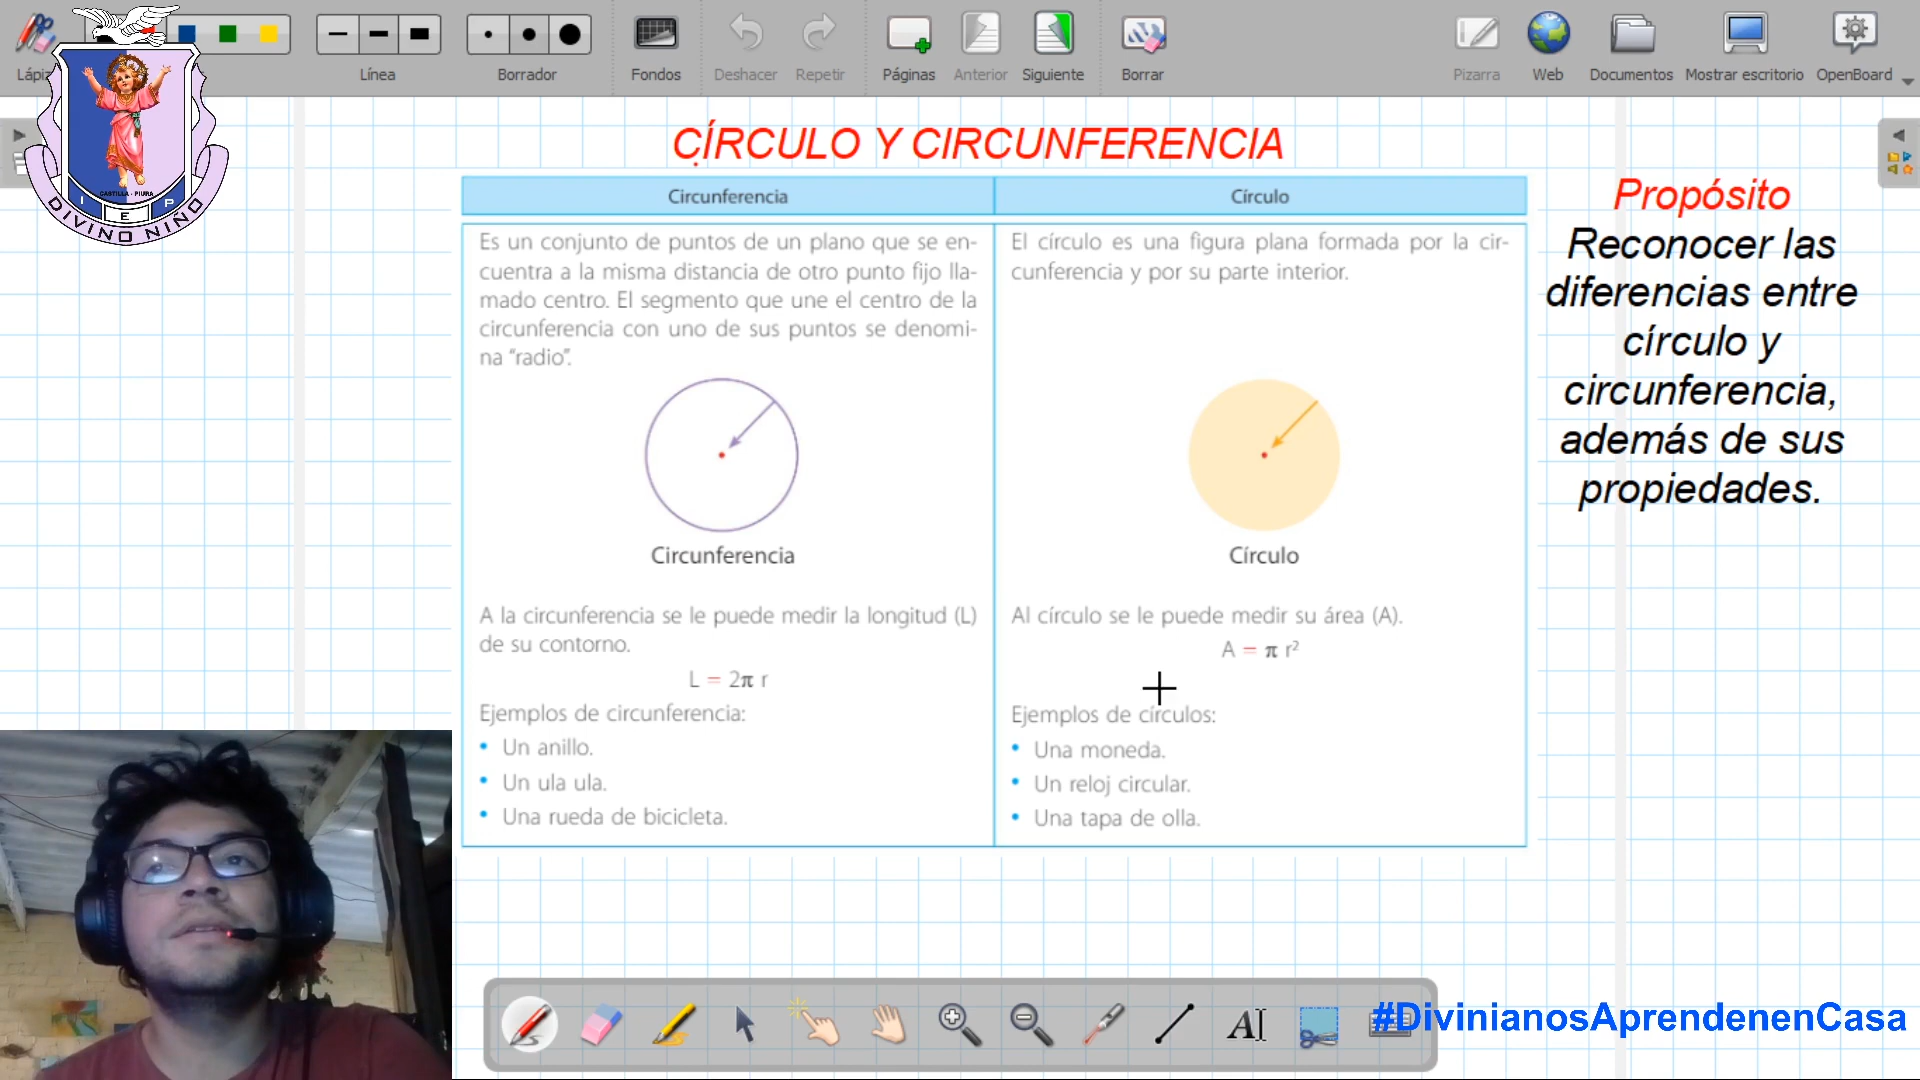 Línea
Borrador
Fondos
Deshacer
Repetir
Páginas
Anterior
Siguiente
Borrar
Pizarra
Web
Documentos
Mostrar escritorio
OpenBoard
CASTILLA - PIURA
I E P
DIVINO NIÑO
CÍRCULO Y CIRCUNFERENCIA
Circunferencia
Es un conjunto de puntos de un plano que se en-
cuentra a la misma distancia de otro punto fijo lla-
mado centro. El segmento que une el centro de la
circunferencia con uno de sus puntos se denomi-
na “radio”.
Circunferencia
A la circunferencia se le puede medir la longitud (L)
de su contorno.
L = 2π r
Ejemplos de circunferencia:
• Un anillo.
• Un ula ula.
• Una rueda de bicicleta.
Círculo
El círculo es una figura plana formada por la cir-
cunferencia y por su parte interior.
Círculo
Al círculo se le puede medir su área (A).
A = π r²
Ejemplos de círculos:
• Una moneda.
• Un reloj circular.
• Una tapa de olla.
Propósito
Reconocer las
diferencias entre
círculo y
circunferencia,
además de sus
propiedades.
#DivinianosAprendenenCasa